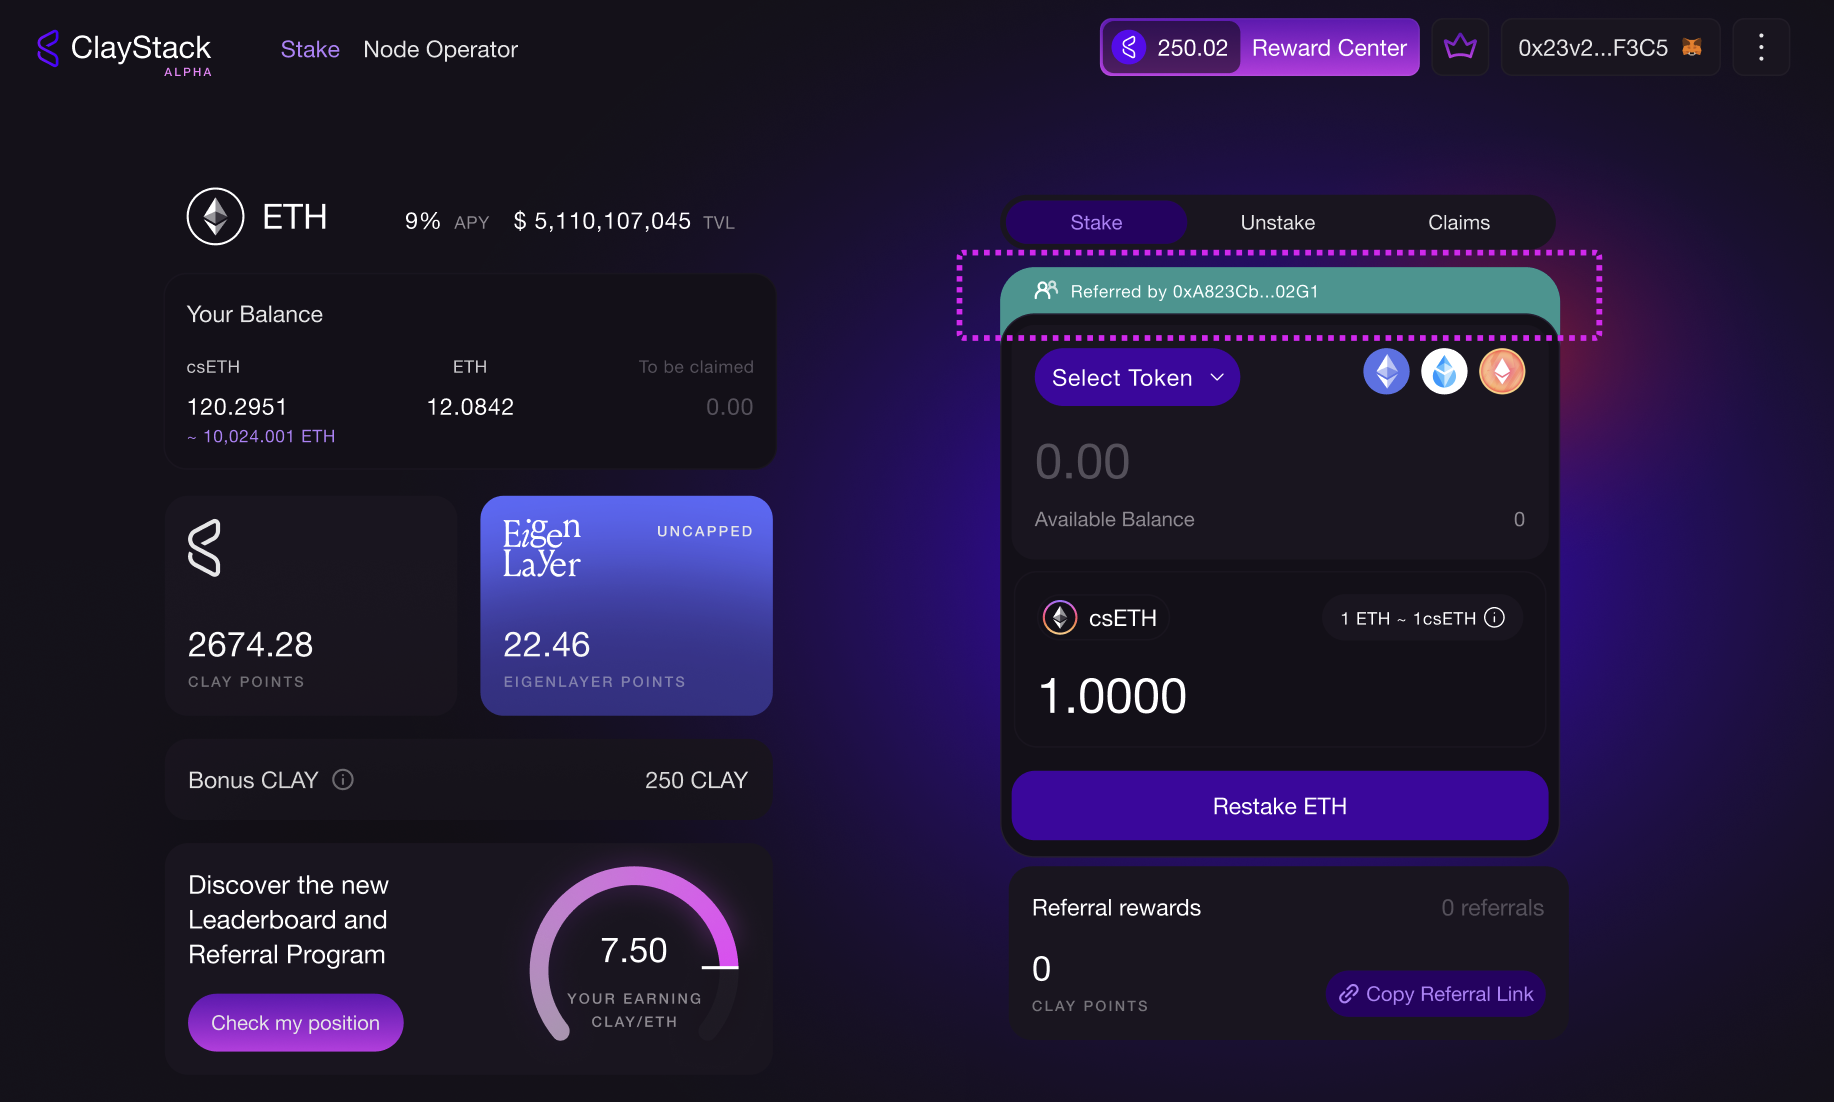 ClayStack
ALPHA
Stake
Node Operator
250.02
Reward Center
0x23v2...F3C5
ETH
9% APY
$ 5,110,107,045 TVL
Your Balance
csETH
ETH
To be claimed
120.2951
12.0842
0.00
~ 10,024.001 ETH
2674.28
CLAY POINTS
Eigen
Layer
UNCAPPED
22.46
EIGENLAYER POINTS
Bonus CLAY
250 CLAY
Discover the new
Leaderboard and
Referral Program
Check my position
7.50
YOUR EARNING
CLAY/ETH
Stake
Unstake
Claims
Referred by 0xA823Cb...02G1
Select Token
0.00
Available Balance
0
csETH
1 ETH ~ 1csETH
1.0000
Restake ETH
Referral rewards
0 referrals
0
CLAY POINTS
Copy Referral Link